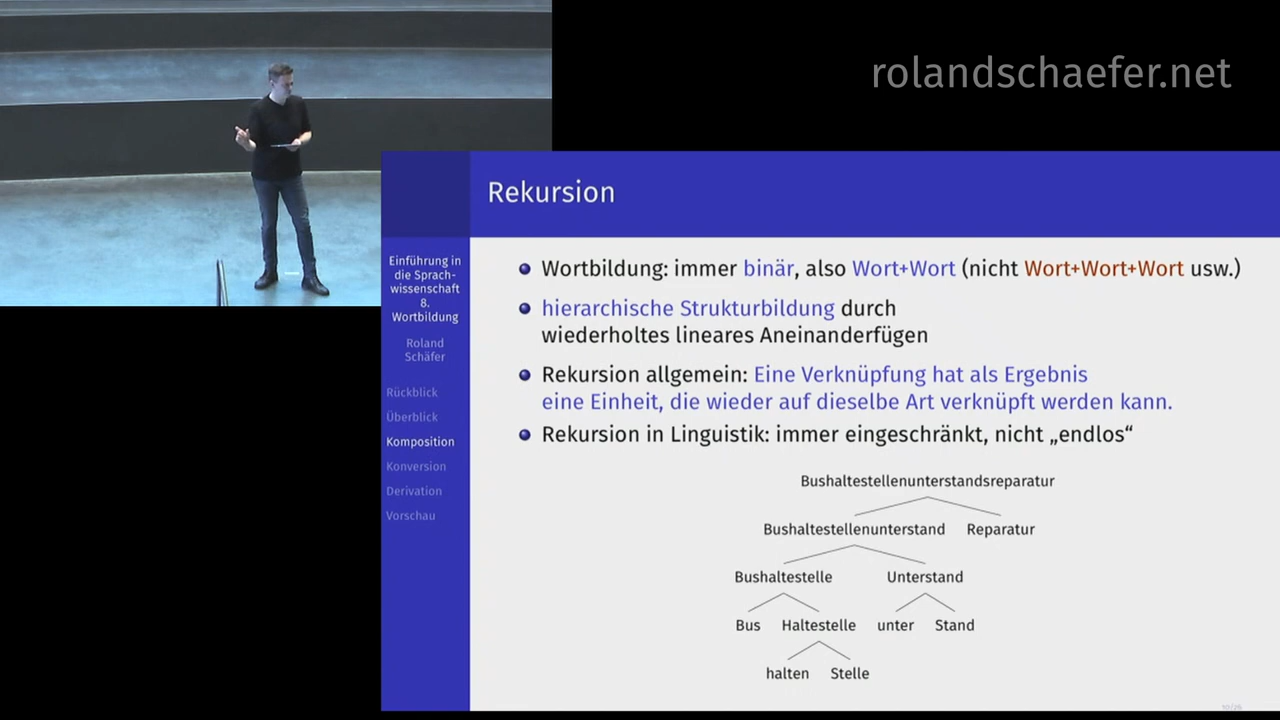 rolandschaefer.net
Rekursion
Einführung in
die Sprach-
wissenschaft
8.
Wortbildung
Roland
Schäfer
Rückblick
Überblick
Komposition
Konversion
Derivation
Vorschau
Wortbildung: immer binär, also Wort+Wort (nicht Wort+Wort+Wort usw.)
hierarchische Strukturbildung durch
wiederholtes lineares Aneinanderfügen
Rekursion allgemein: Eine Verknüpfung hat als Ergebnis
eine Einheit, die wieder auf dieselbe Art verknüpft werden kann.
Rekursion in Linguistik: immer eingeschränkt, nicht „endlos“
Bushaltestellenunterstandsreparatur
Bushaltestellenunterstand Reparatur
Bushaltestelle Unterstand
Bus Haltestelle unter Stand
halten Stelle